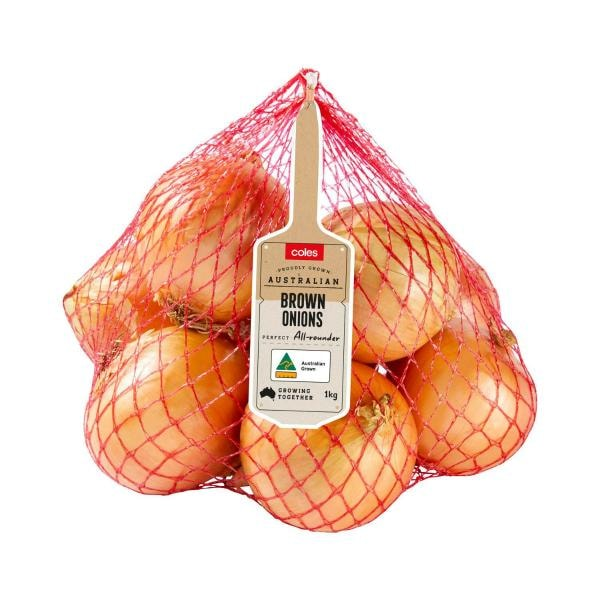 coles
PROUDLY GROWN
AUSTRALIAN
BROWN
ONIONS
PERFECT All-rounder
Australian
Grown
GROWING
TOGETHER
1kg